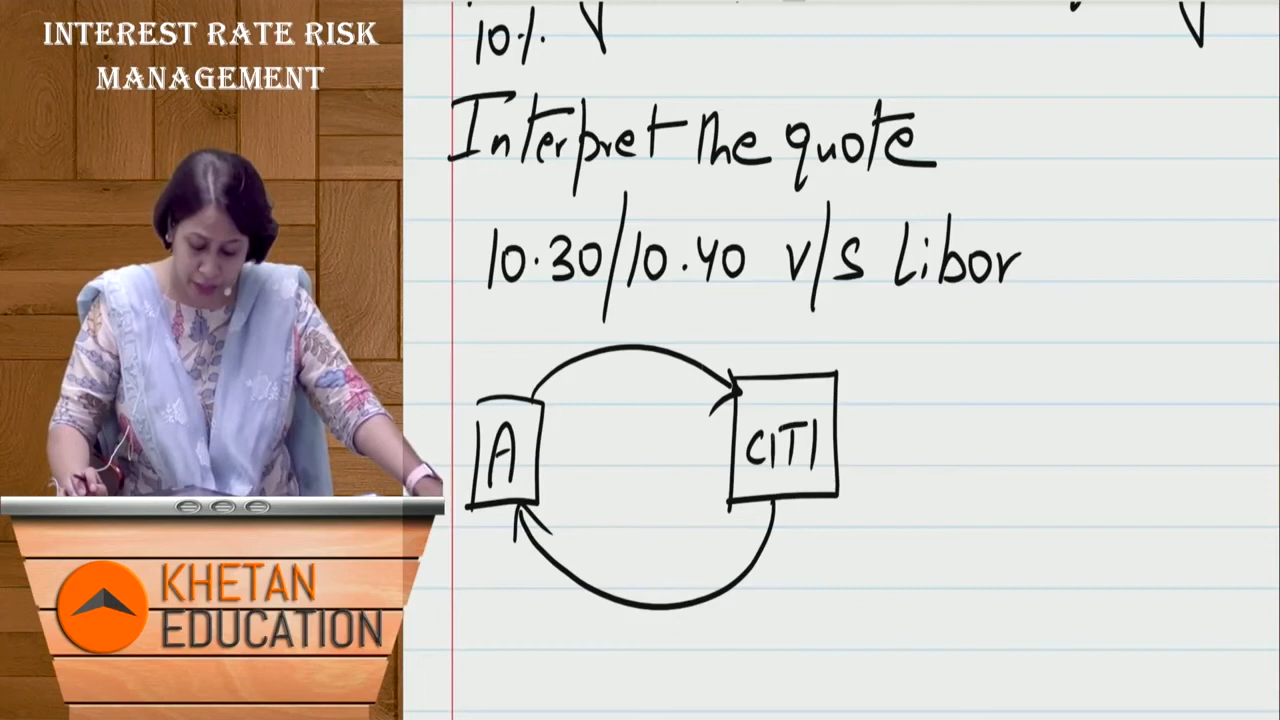 INTEREST RATE RISK
MANAGEMENT
10%
Interpret the quote
10.30/10.40 v/s Libor
A
CITI
KHETAN
EDUCATION